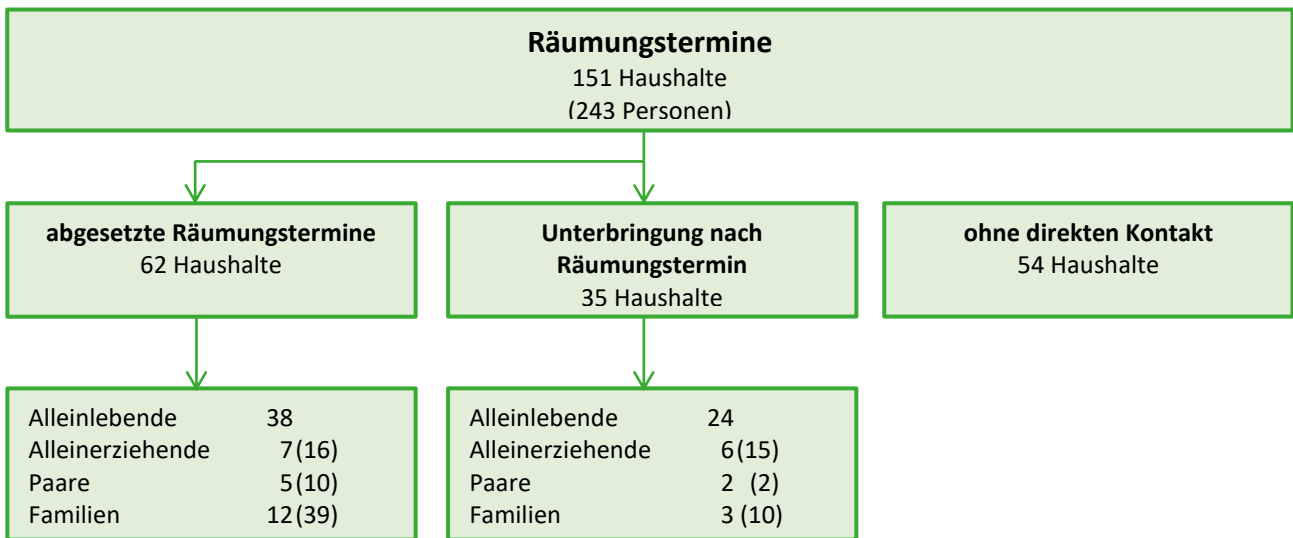 Räumungstermine
151 Haushalte
(243 Personen)
abgesetzte Räumungstermine
62 Haushalte
Unterbringung nach
Räumungstermin
35 Haushalte
ohne direkten Kontakt
54 Haushalte
Alleinlebende 38
Alleinerziehende 7 (16)
Paare 5 (10)
Familien 12 (39)
Alleinlebende 24
Alleinerziehende 6 (15)
Paare 2 (2)
Familien 3 (10)